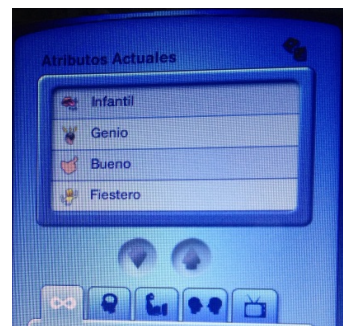 Atributos Actuales
Infantil
Genio
Bueno
Fiestero